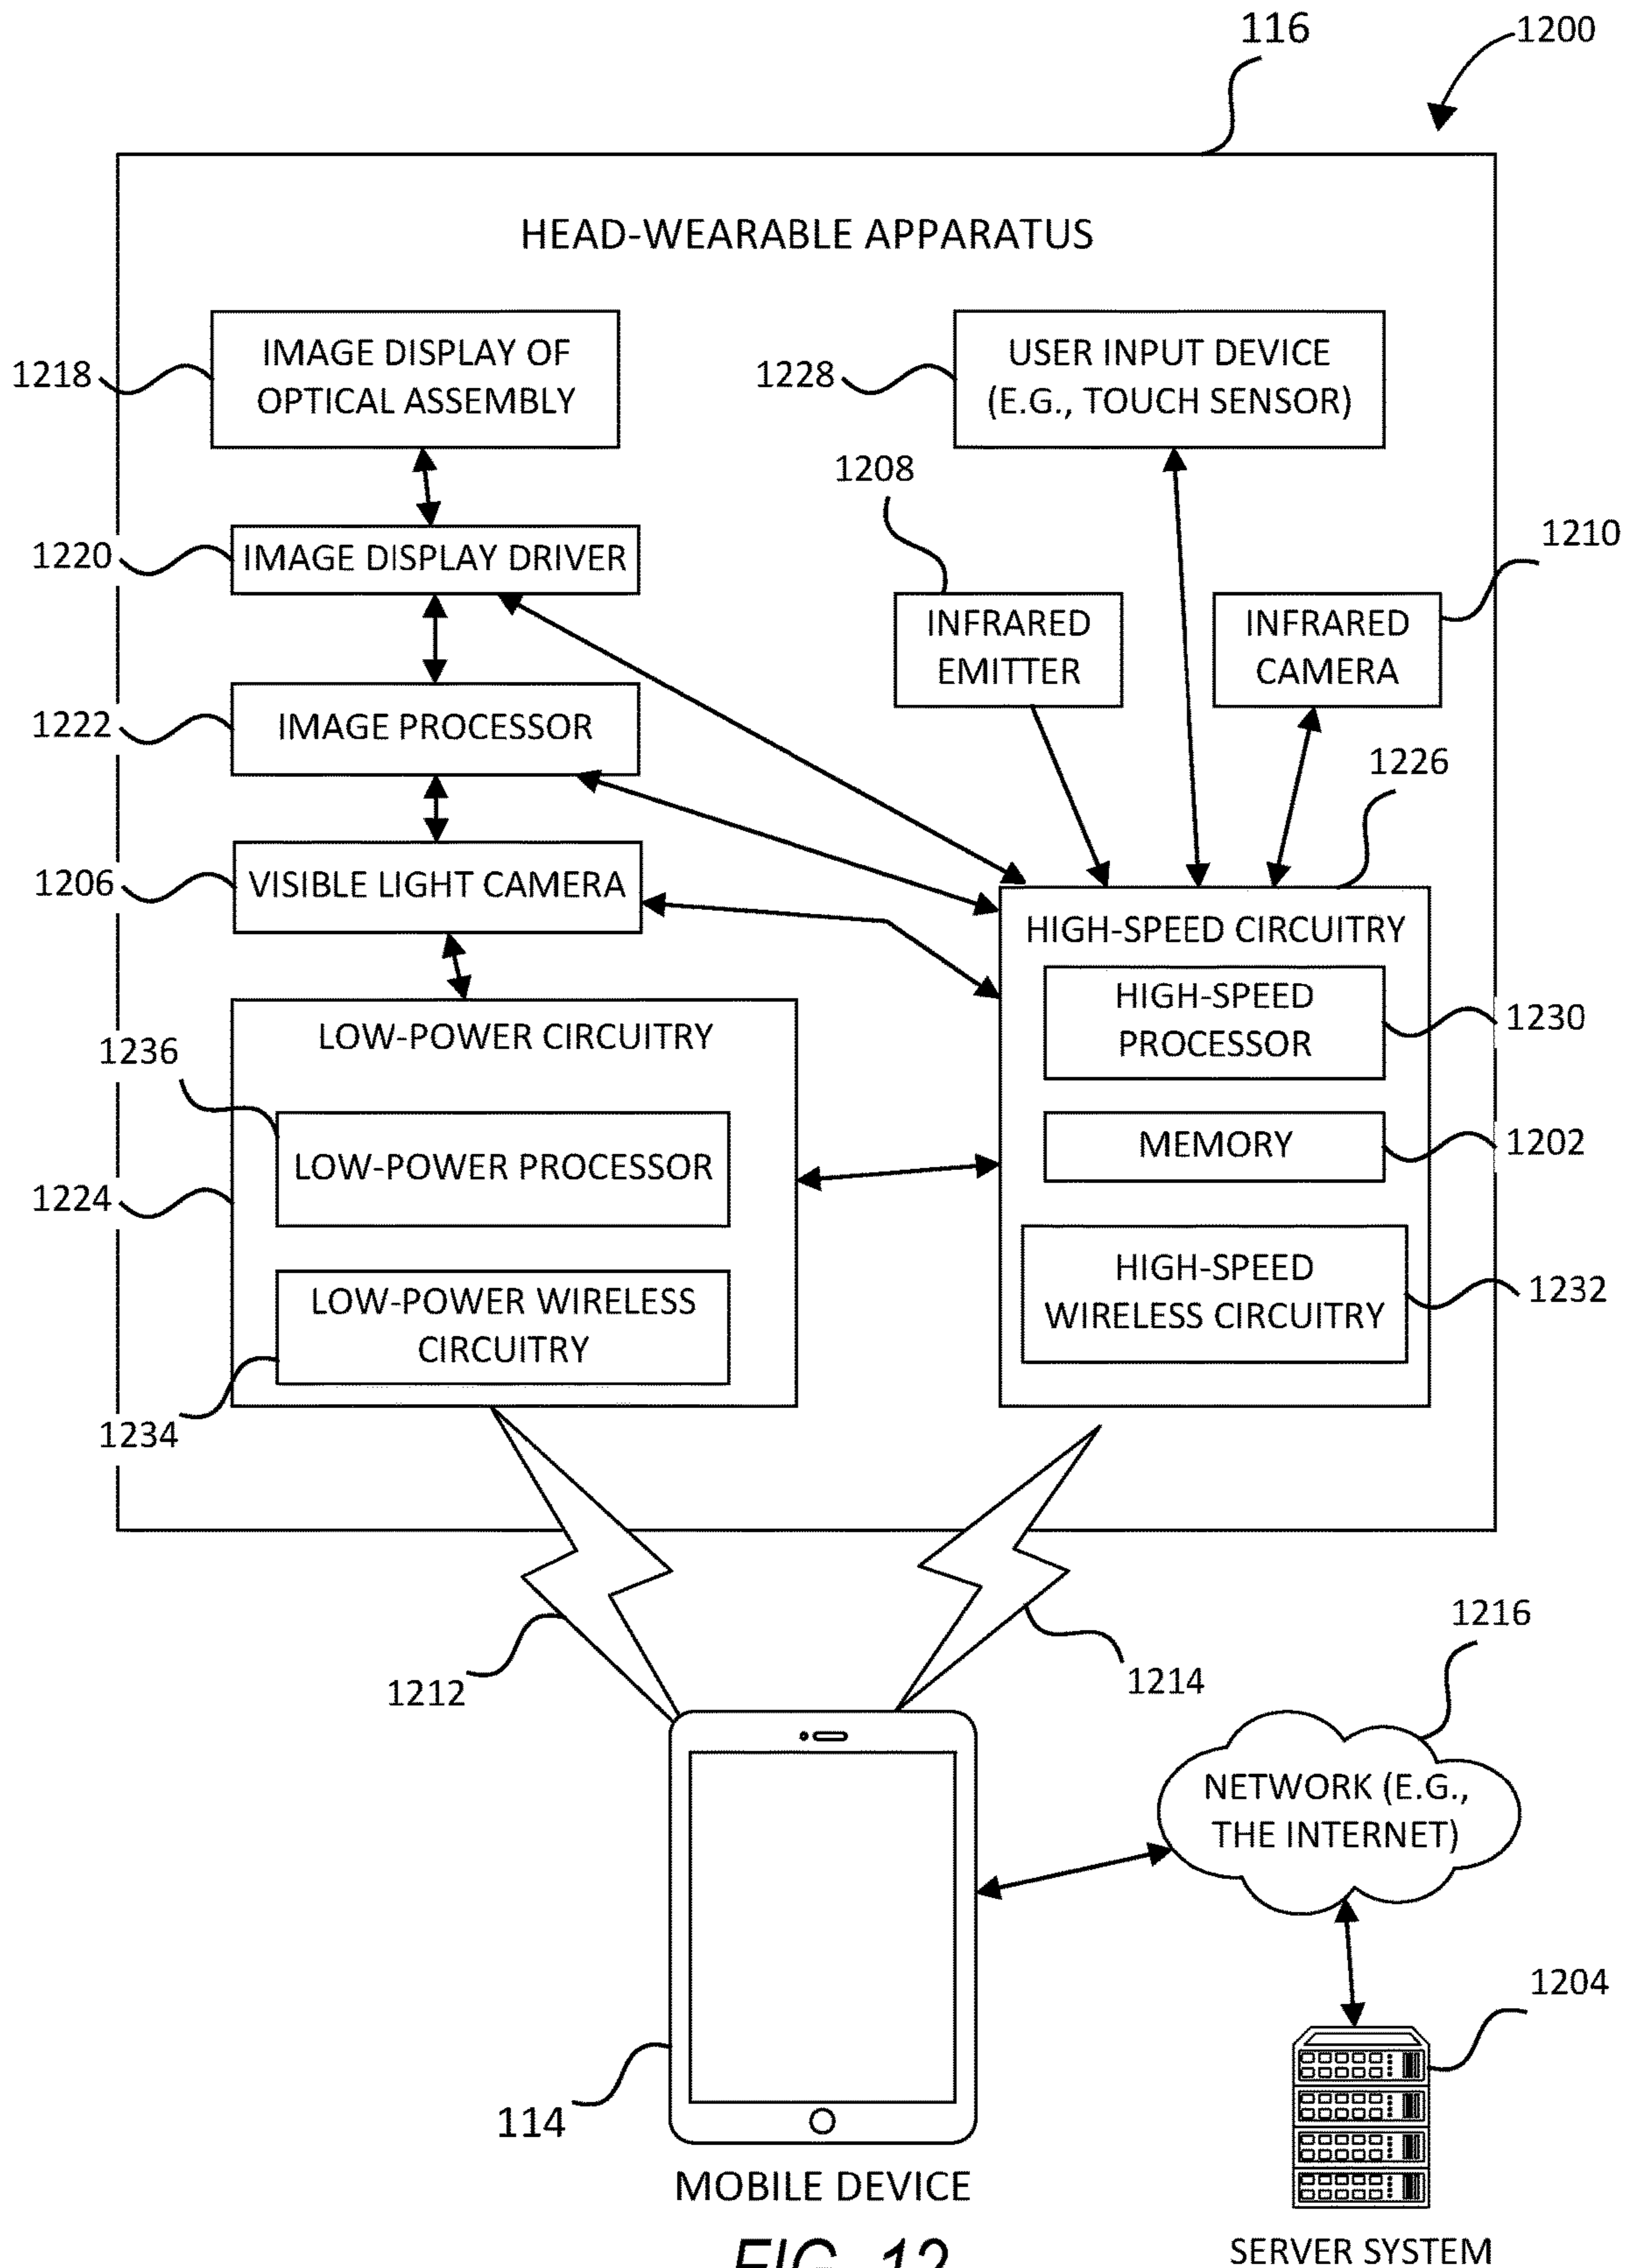 116
1200
HEAD-WEARABLE APPARATUS
1218
IMAGE DISPLAY OF
OPTICAL ASSEMBLY
1228
USER INPUT DEVICE
(E.G., TOUCH SENSOR)
1208
1220
IMAGE DISPLAY DRIVER
1210
INFRARED
EMITTER
INFRARED
CAMERA
1222
IMAGE PROCESSOR
1226
1206
VISIBLE LIGHT CAMERA
HIGH-SPEED CIRCUITRY
HIGH-SPEED
PROCESSOR
1230
LOW-POWER CIRCUITRY
1236
MEMORY
1202
LOW-POWER PROCESSOR
1224
HIGH-SPEED
WIRELESS CIRCUITRY
1232
LOW-POWER WIRELESS
CIRCUITRY
1234
1212
1214
1216
NETWORK (E.G.,
THE INTERNET)
1204
114
MOBILE DEVICE
SERVER SYSTEM
FIG. 12